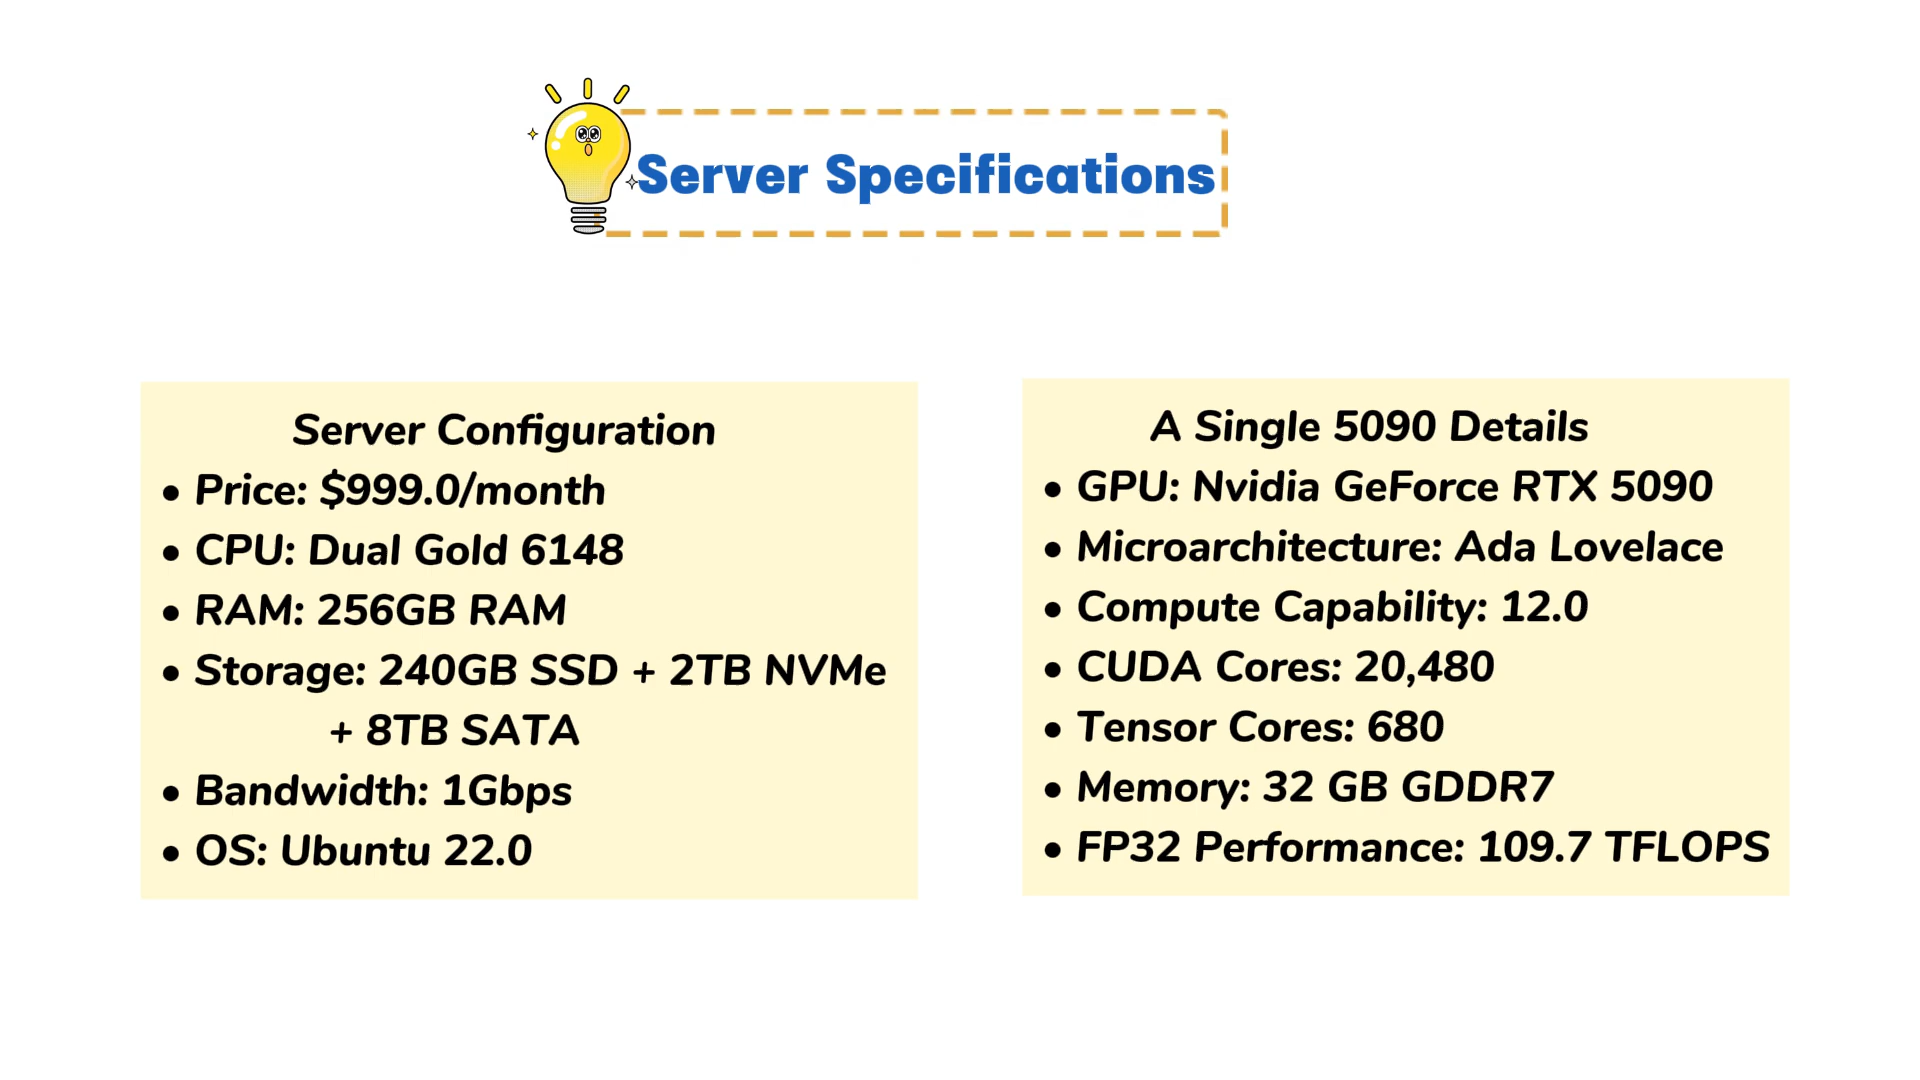 Server Specifications
Server Configuration
• Price: $999.0/month
• CPU: Dual Gold 6148
• RAM: 256GB RAM
• Storage: 240GB SSD + 2TB NVMe
+ 8TB SATA
• Bandwidth: 1Gbps
• OS: Ubuntu 22.0
A Single 5090 Details
• GPU: Nvidia GeForce RTX 5090
• Microarchitecture: Ada Lovelace
• Compute Capability: 12.0
• CUDA Cores: 20,480
• Tensor Cores: 680
• Memory: 32 GB GDDR7
• FP32 Performance: 109.7 TFLOPS